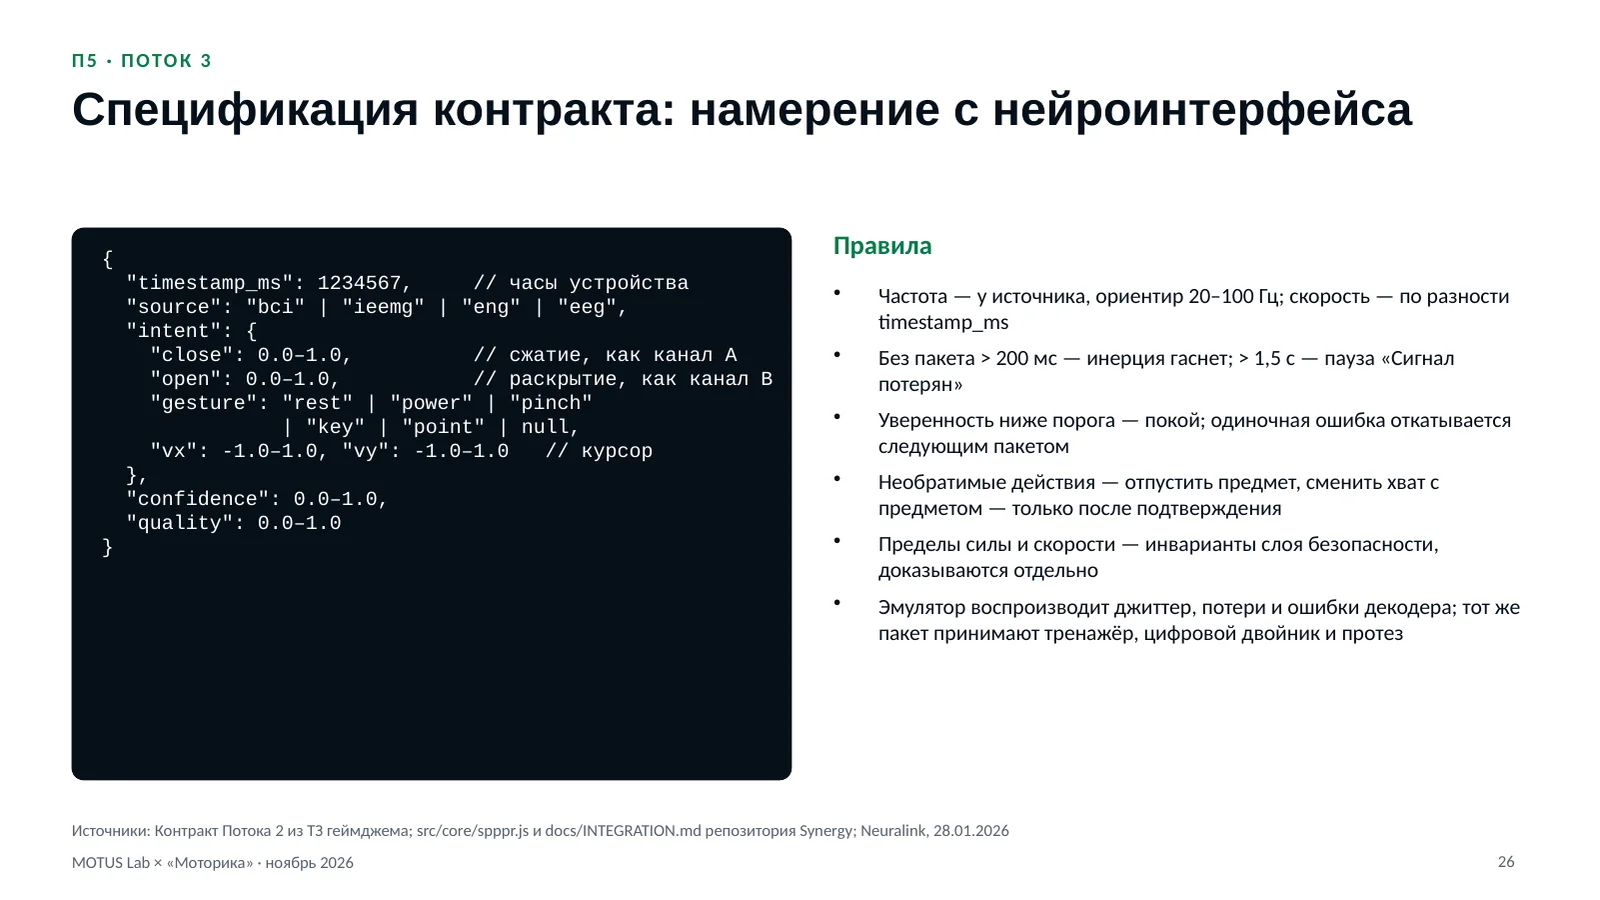 П5 · ПОТОК 3
Спецификация контракта: намерение с нейроинтерфейса
{
  "timestamp_ms": 1234567,     // часы устройства
  "source": "bci" | "ieemg" | "eng" | "eeg",
  "intent": {
    "close": 0.0–1.0,          // сжатие, как канал A
    "open": 0.0–1.0,           // раскрытие, как канал B
    "gesture": "rest" | "power" | "pinch"
               | "key" | "point" | null,
    "vx": -1.0–1.0, "vy": -1.0–1.0   // курсор
  },
  "confidence": 0.0–1.0,
  "quality": 0.0–1.0
}
Правила
• Частота — у источника, ориентир 20–100 Гц; скорость — по разности
timestamp_ms
• Без пакета > 200 мс — инерция гаснет; > 1,5 с — пауза «Сигнал
потерян»
• Уверенность ниже порога — покой; одиночная ошибка откатывается
следующим пакетом
• Необратимые действия — отпустить предмет, сменить хват с
предметом — только после подтверждения
• Пределы силы и скорости — инварианты слоя безопасности,
доказываются отдельно
• Эмулятор воспроизводит джиттер, потери и ошибки декодера; тот же
пакет принимают тренажёр, цифровой двойник и протез
Источники: Контракт Потока 2 из ТЗ геймджема; src/core/spppr.js и docs/INTEGRATION.md репозитория Synergy; Neuralink, 28.01.2026
MOTUS Lab × «Моторика» · ноябрь 2026
26